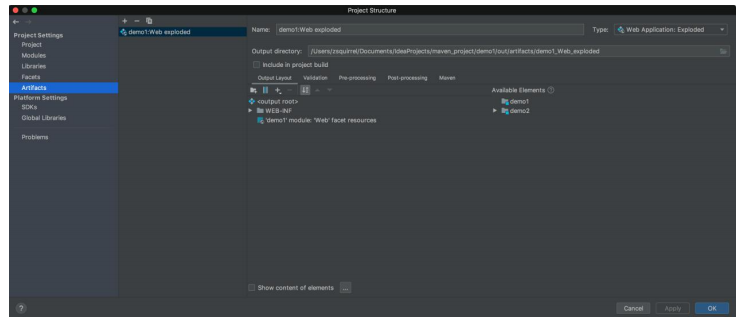 Project Structure
Project Settings
Project
Modules
Libraries
Facets
Artifacts
Platform Settings
SDKs
Global Libraries
Problems
demo1:Web exploded
Name: demo1:Web exploded
Type: Web Application: Exploded
Output directory: /Users/zsquirrel/Documents/IdeaProjects/maven_project/demo1/out/artifacts/demo1_Web_exploded
Include in project build
Output Layout Validation Pre-processing Post-processing Maven
Available Elements ?
<output root>
WEB-INF
'demo1' module: 'Web' facet resources
demo1
demo2
Show content of elements ...
? Cancel Apply OK